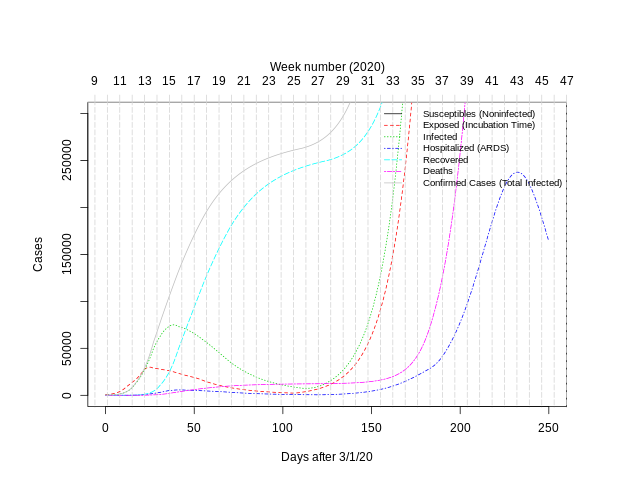 Week number (2020)
9 11 13 15 17 19 21 23 25 27 29 31 33 35 37 39 41 43 45 47
Susceptibles (Noninfected)
Exposed (Incubation Time)
Infected
Hospitalized (ARDS)
Recovered
Deaths
Confirmed Cases (Total Infected)
Cases
250000
150000
50000
0
0 50 100 150 200 250
Days after 3/1/20